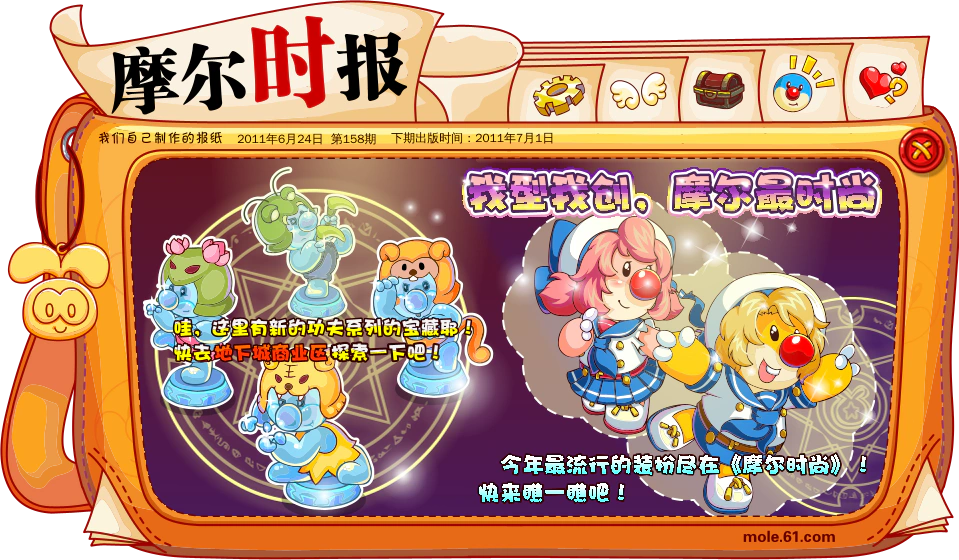 摩尔时报
我们自己制作的报纸 2011年6月24日 第158期 下期出版时间：2011年7月1日
我型我创，摩尔最时尚
哇，这里有新的功夫系列的宝藏耶！
快去地下城商业区探索一下吧！
今年最流行的装扮尽在《摩尔时尚》！
快来瞧一瞧吧！
mole.61.com